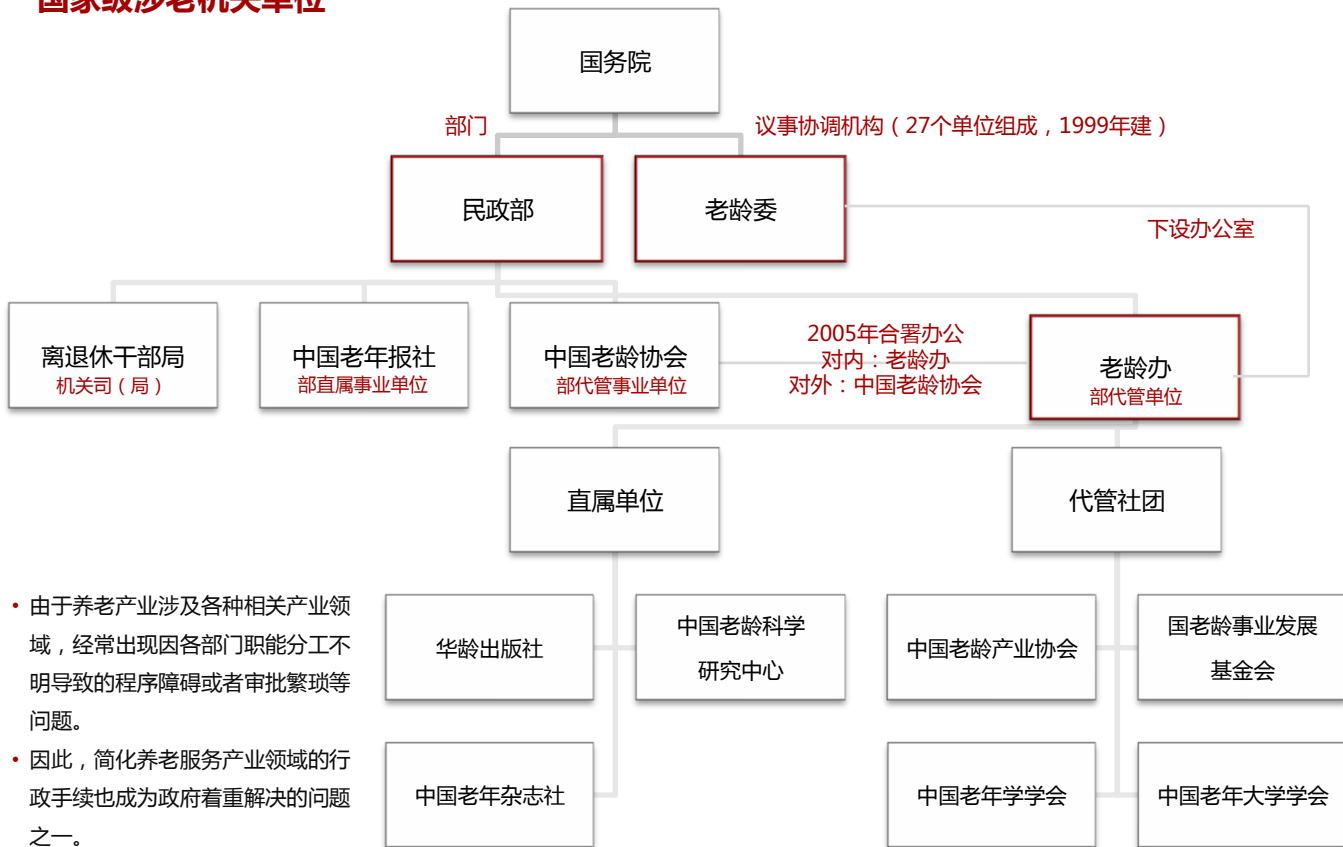 国家级涉老机关单位
国务院
部门
议事协调机构（27个单位组成，1999年建）
民政部
老龄委
下设办公室
离退休干部局
机关司（局）
中国老年报社
部直属事业单位
中国老龄协会
部代管事业单位
2005年合署办公
对内：老龄办
对外：中国老龄协会
老龄办
部代管单位
直属单位
代管社团
• 由于养老产业涉及各种相关产业领
域，经常出现因各部门职能分工不
明导致的程序障碍或者审批繁琐等
问题。
• 因此，简化养老服务产业领域的行
政手续也成为政府着重解决的问题
之一。
华龄出版社
中国老龄科学
研究中心
中国老龄产业协会
国老龄事业发展
基金会
中国老年杂志社
中国老年学学会
中国老年大学学会